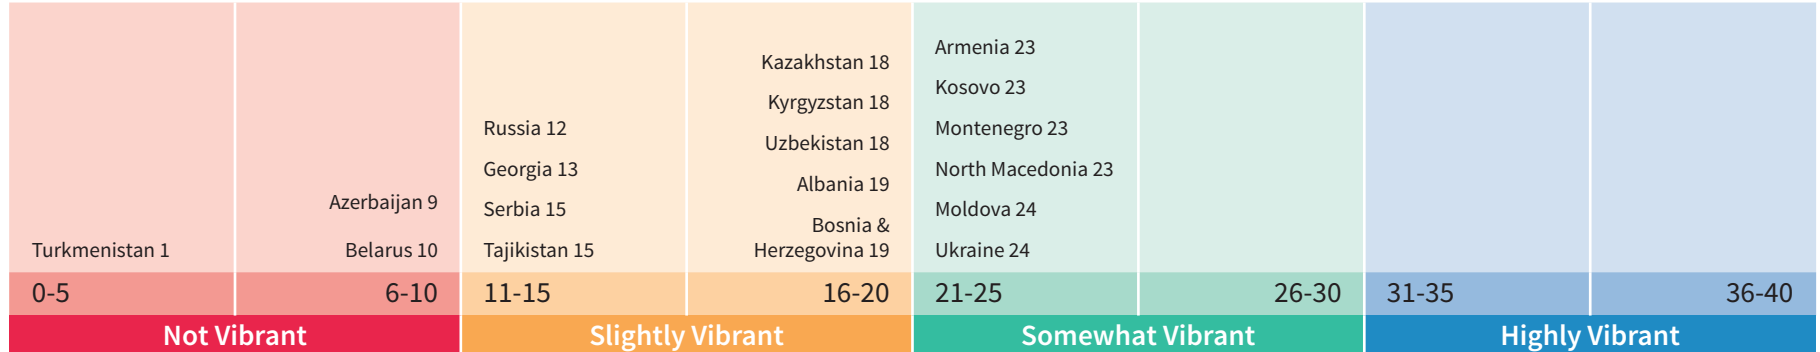 Turkmenistan 1
Azerbaijan 9
Belarus 10
Russia 12
Georgia 13
Serbia 15
Tajikistan 15
Kazakhstan 18
Kyrgyzstan 18
Uzbekistan 18
Albania 19
Bosnia &
Herzegovina 19
Armenia 23
Kosovo 23
Montenegro 23
North Macedonia 23
Moldova 24
Ukraine 24
0-5
6-10
11-15
16-20
21-25
26-30
31-35
36-40
Not Vibrant
Slightly Vibrant
Somewhat Vibrant
Highly Vibrant